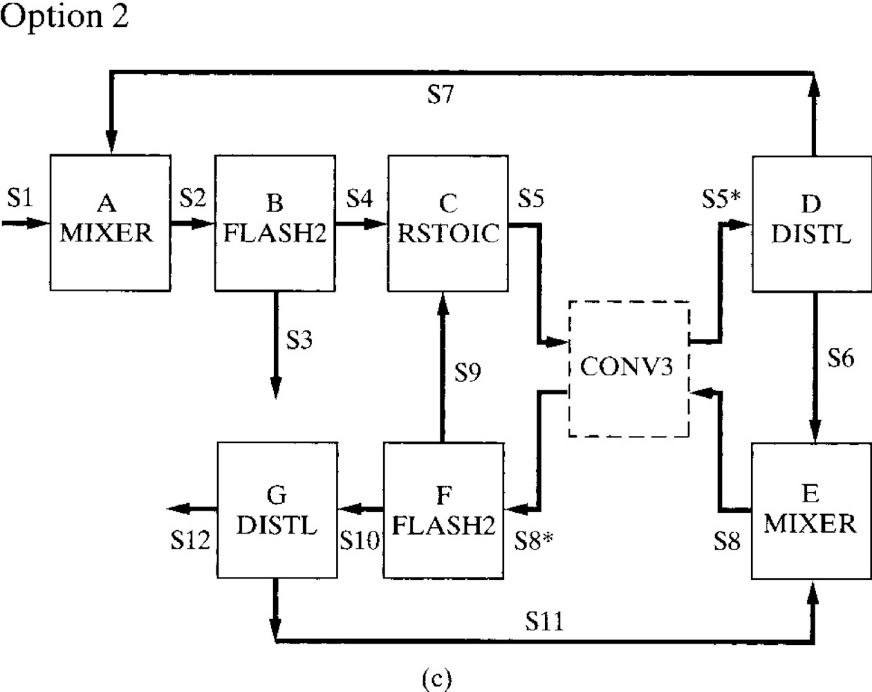 Option 2
S7
S1
A
MIXER
S2
B
FLASH2
S4
C
RSTOIC
S5
S5*
D
DISTL
S3
S9
CONV3
S6
G
DISTL
S12
S10
F
FLASH2
S8*
S8
E
MIXER
S11
(c)